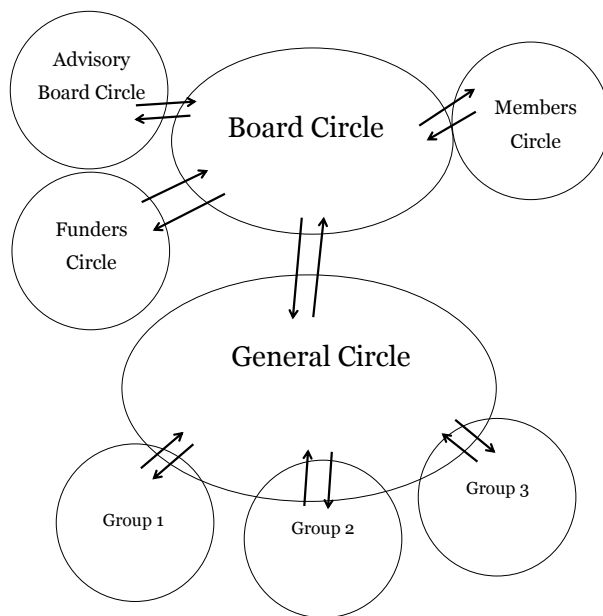 Advisory
Board Circle
Board Circle
Members
Circle
Funders
Circle
General Circle
Group 1
Group 2
Group 3